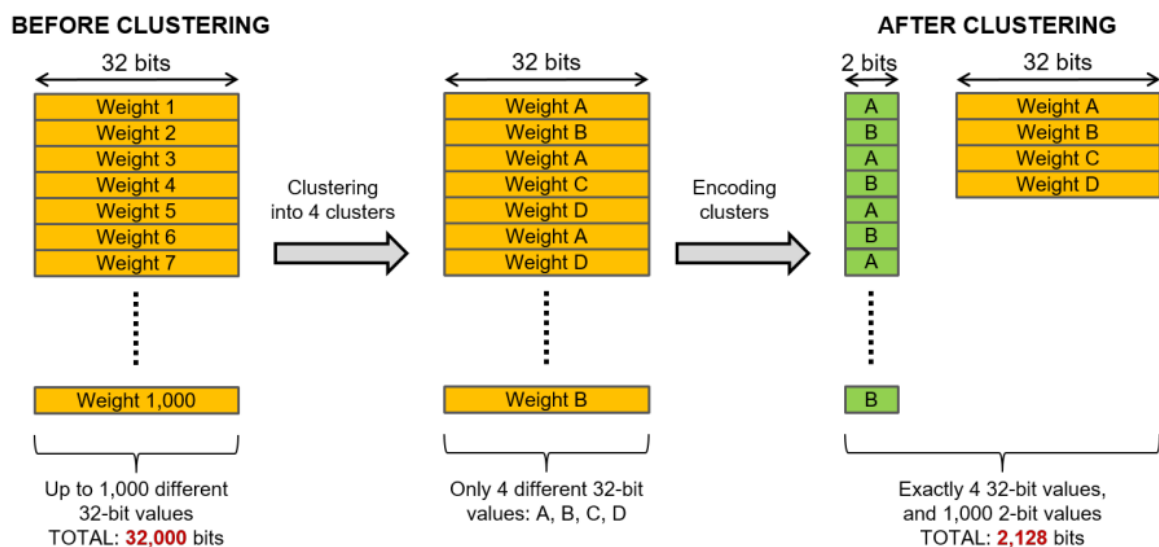 BEFORE CLUSTERING
32 bits
Weight 1
Weight 2
Weight 3
Weight 4
Weight 5
Weight 6
Weight 7
Weight 1,000
Up to 1,000 different
32-bit values
TOTAL: 32,000 bits
Clustering
into 4 clusters
32 bits
Weight A
Weight B
Weight A
Weight C
Weight D
Weight A
Weight D
Weight B
Only 4 different 32-bit
values: A, B, C, D
Encoding
clusters
AFTER CLUSTERING
2 bits
A
B
A
B
A
B
A
B
32 bits
Weight A
Weight B
Weight C
Weight D
Exactly 4 32-bit values,
and 1,000 2-bit values
TOTAL: 2,128 bits